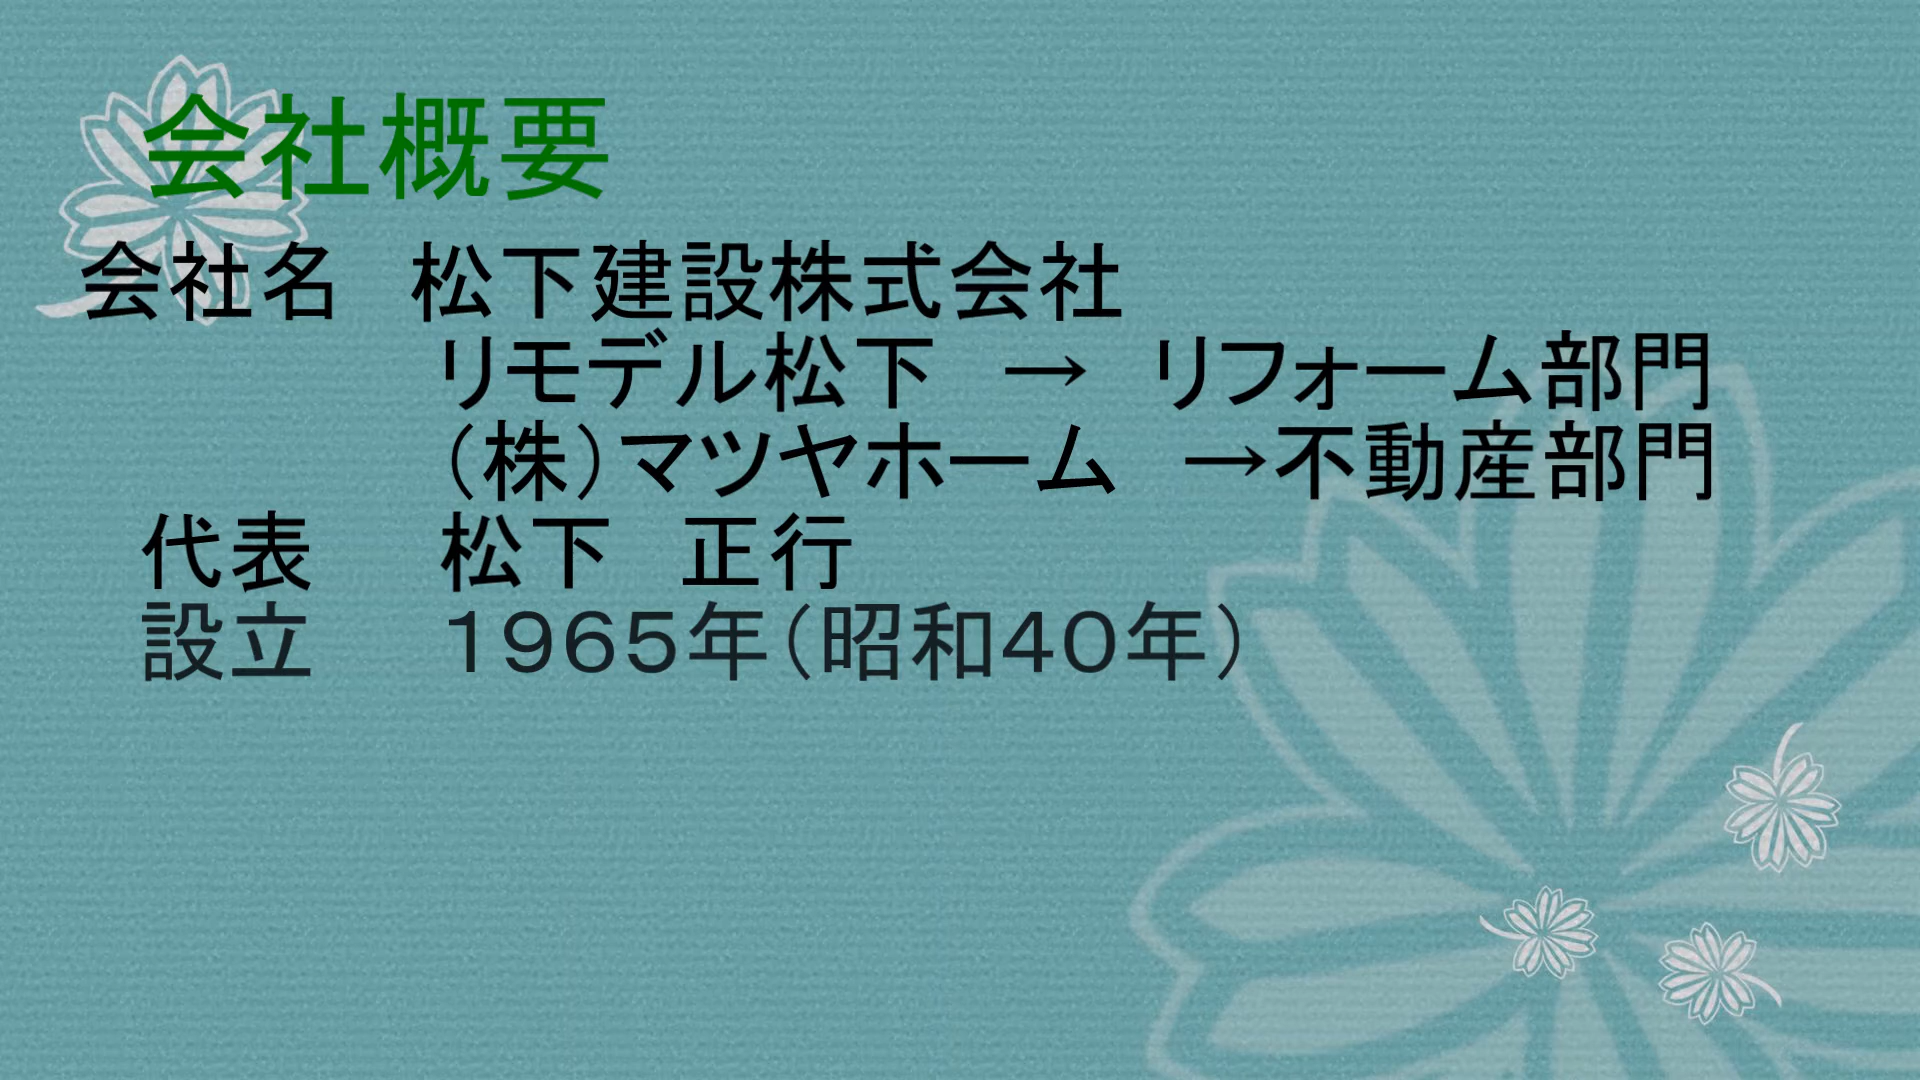 会社概要
会社名　松下建設株式会社
リモデル松下　→　リフォーム部門
（株）マツヤホーム　→不動産部門
代表　松下　正行
設立　１９６５年（昭和４０年）